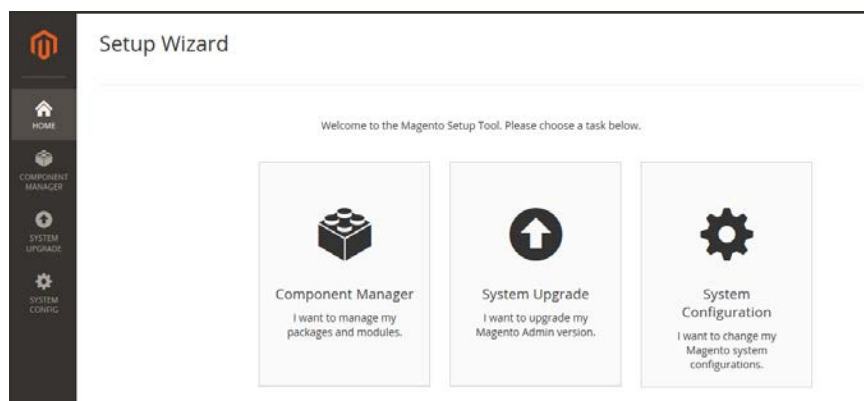 Setup Wizard
HOME
COMPONENT
MANAGER
SYSTEM
UPGRADE
SYSTEM
CONFIG
Welcome to the Magento Setup Tool. Please choose a task below.
Component Manager
I want to manage my
packages and modules.
System Upgrade
I want to upgrade my
Magento Admin version.
System
Configuration
I want to change my
Magento system
configurations.